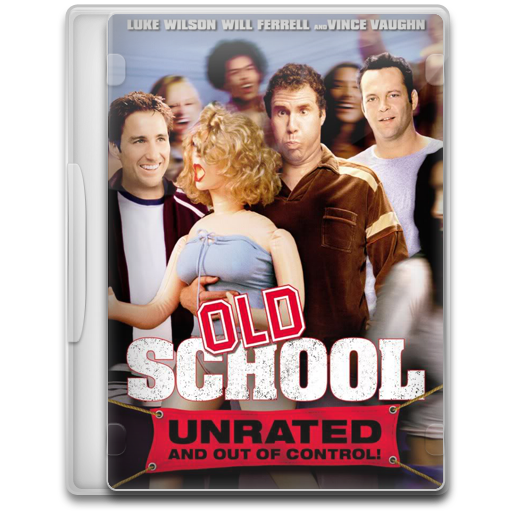 LUKE WILSON WILL FERRELL AND VINCE VAUGHN
OLD
SCHOOL
UNRATED
AND OUT OF CONTROL!